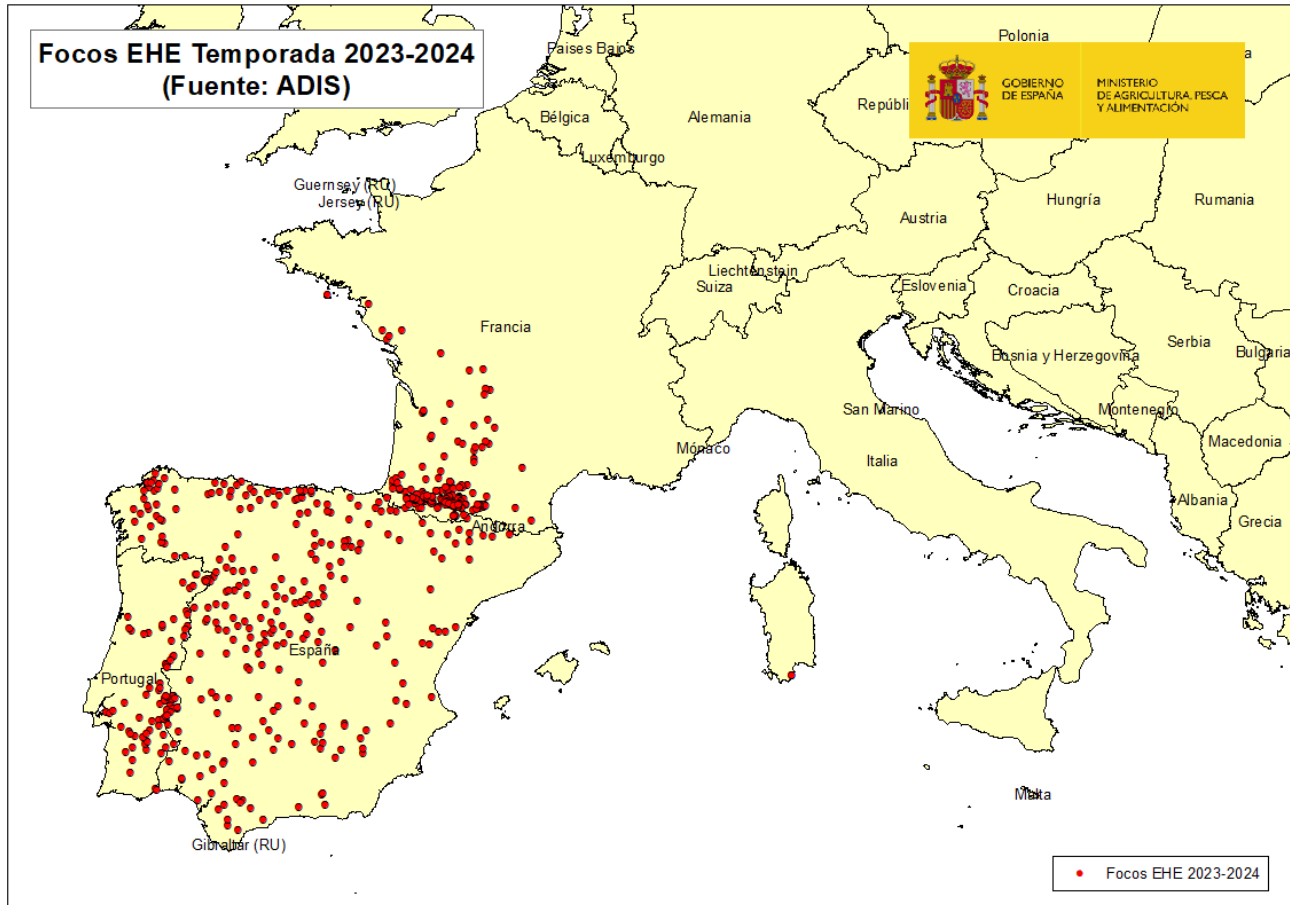 Focos EHE Temporada 2023-2024
(Fuente: ADIS)
Polonia
Paises Bajos
GOBIERNO
DE ESPAÑA
MINISTERIO
DE AGRICULTURA, PESCA
Y ALIMENTACIÓN
Bélgica
Alemania
Luxemburgo
Guernsey (RU)
Jersey (RU)
Austria
Hungría
Rumania
Liechtenstein
Suiza
Eslovenia
Croacia
Francia
Serbia
Bosnia y Herzegovina
Bulgaria
San Marino
Montenegro
Mónaco
Macedonia
Italia
Albania
Andorra
Grecia
España
Portugal
Malta
Gibraltar (RU)
Focos EHE 2023-2024